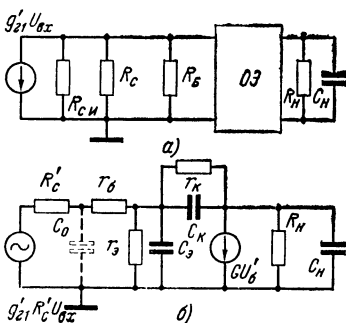 g′21Uвх
Rси
Rс
RБ
ОЭ
Rн
Cн
а)
R′с
C0
rб
rэ
Cэ
rк
Cк
GU′б
Rн
Cн
g′21R′сUвх
б)